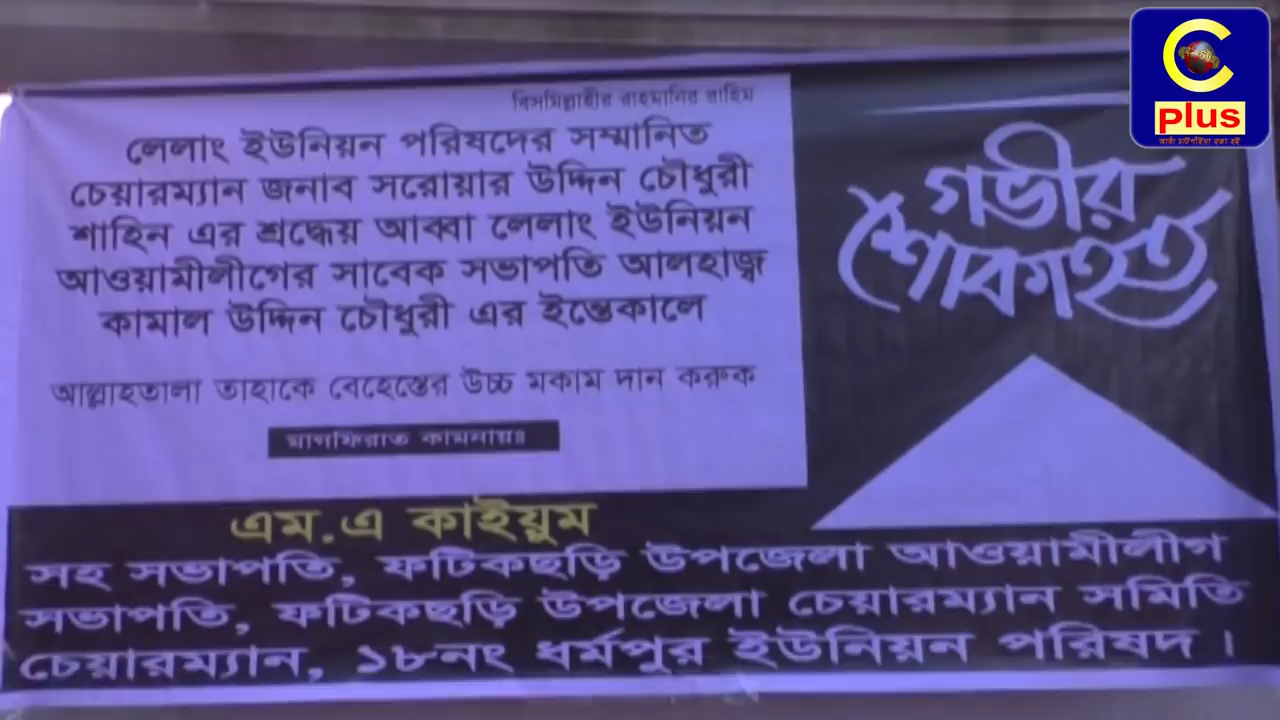 বিসমিল্লাহীর রাহমানির রাহিম
লেলাং ইউনিয়ন পরিষদের সম্মানিত
চেয়ারম্যান জনাব সরোয়ার উদ্দিন চৌধুরী
শাহিন এর শ্রদ্ধেয় আব্বা লেলাং ইউনিয়ন
আওয়ামীলীগের সাবেক সভাপতি আলহাজ্ব
কামাল উদ্দিন চৌধুরী এর ইন্তেকালে
আল্লাহতালা তাহাকে বেহেস্তের উচ্চ মকাম দান করুক
মাগফিরাত কামনায়ঃ
গভীর
শোকাহত
এম.এ কাইয়ুম
সহ সভাপতি, ফটিকছড়ি উপজেলা আওয়ামীলীগ
সভাপতি, ফটিকছড়ি উপজেলা চেয়ারম্যান সমিতি
চেয়ারম্যান, ১৮নং ধর্মপুর ইউনিয়ন পরিষদ।
C
plus